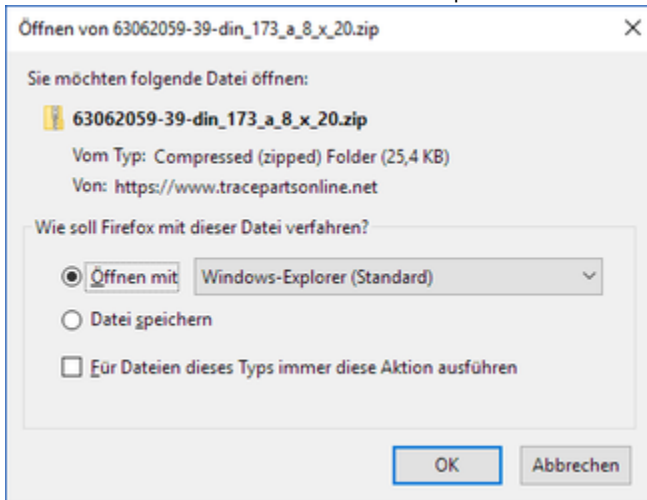 Öffnen von 63062059-39-din_173_a_8_x_20.zip
Sie möchten folgende Datei öffnen:
63062059-39-din_173_a_8_x_20.zip
Vom Typ: Compressed (zipped) Folder (25,4 KB)
Von: https://www.tracepartsonline.net
Wie soll Firefox mit dieser Datei verfahren?
Öffnen mit Windows-Explorer (Standard)
Datei speichern
Für Dateien dieses Typs immer diese Aktion ausführen
OK Abbrechen